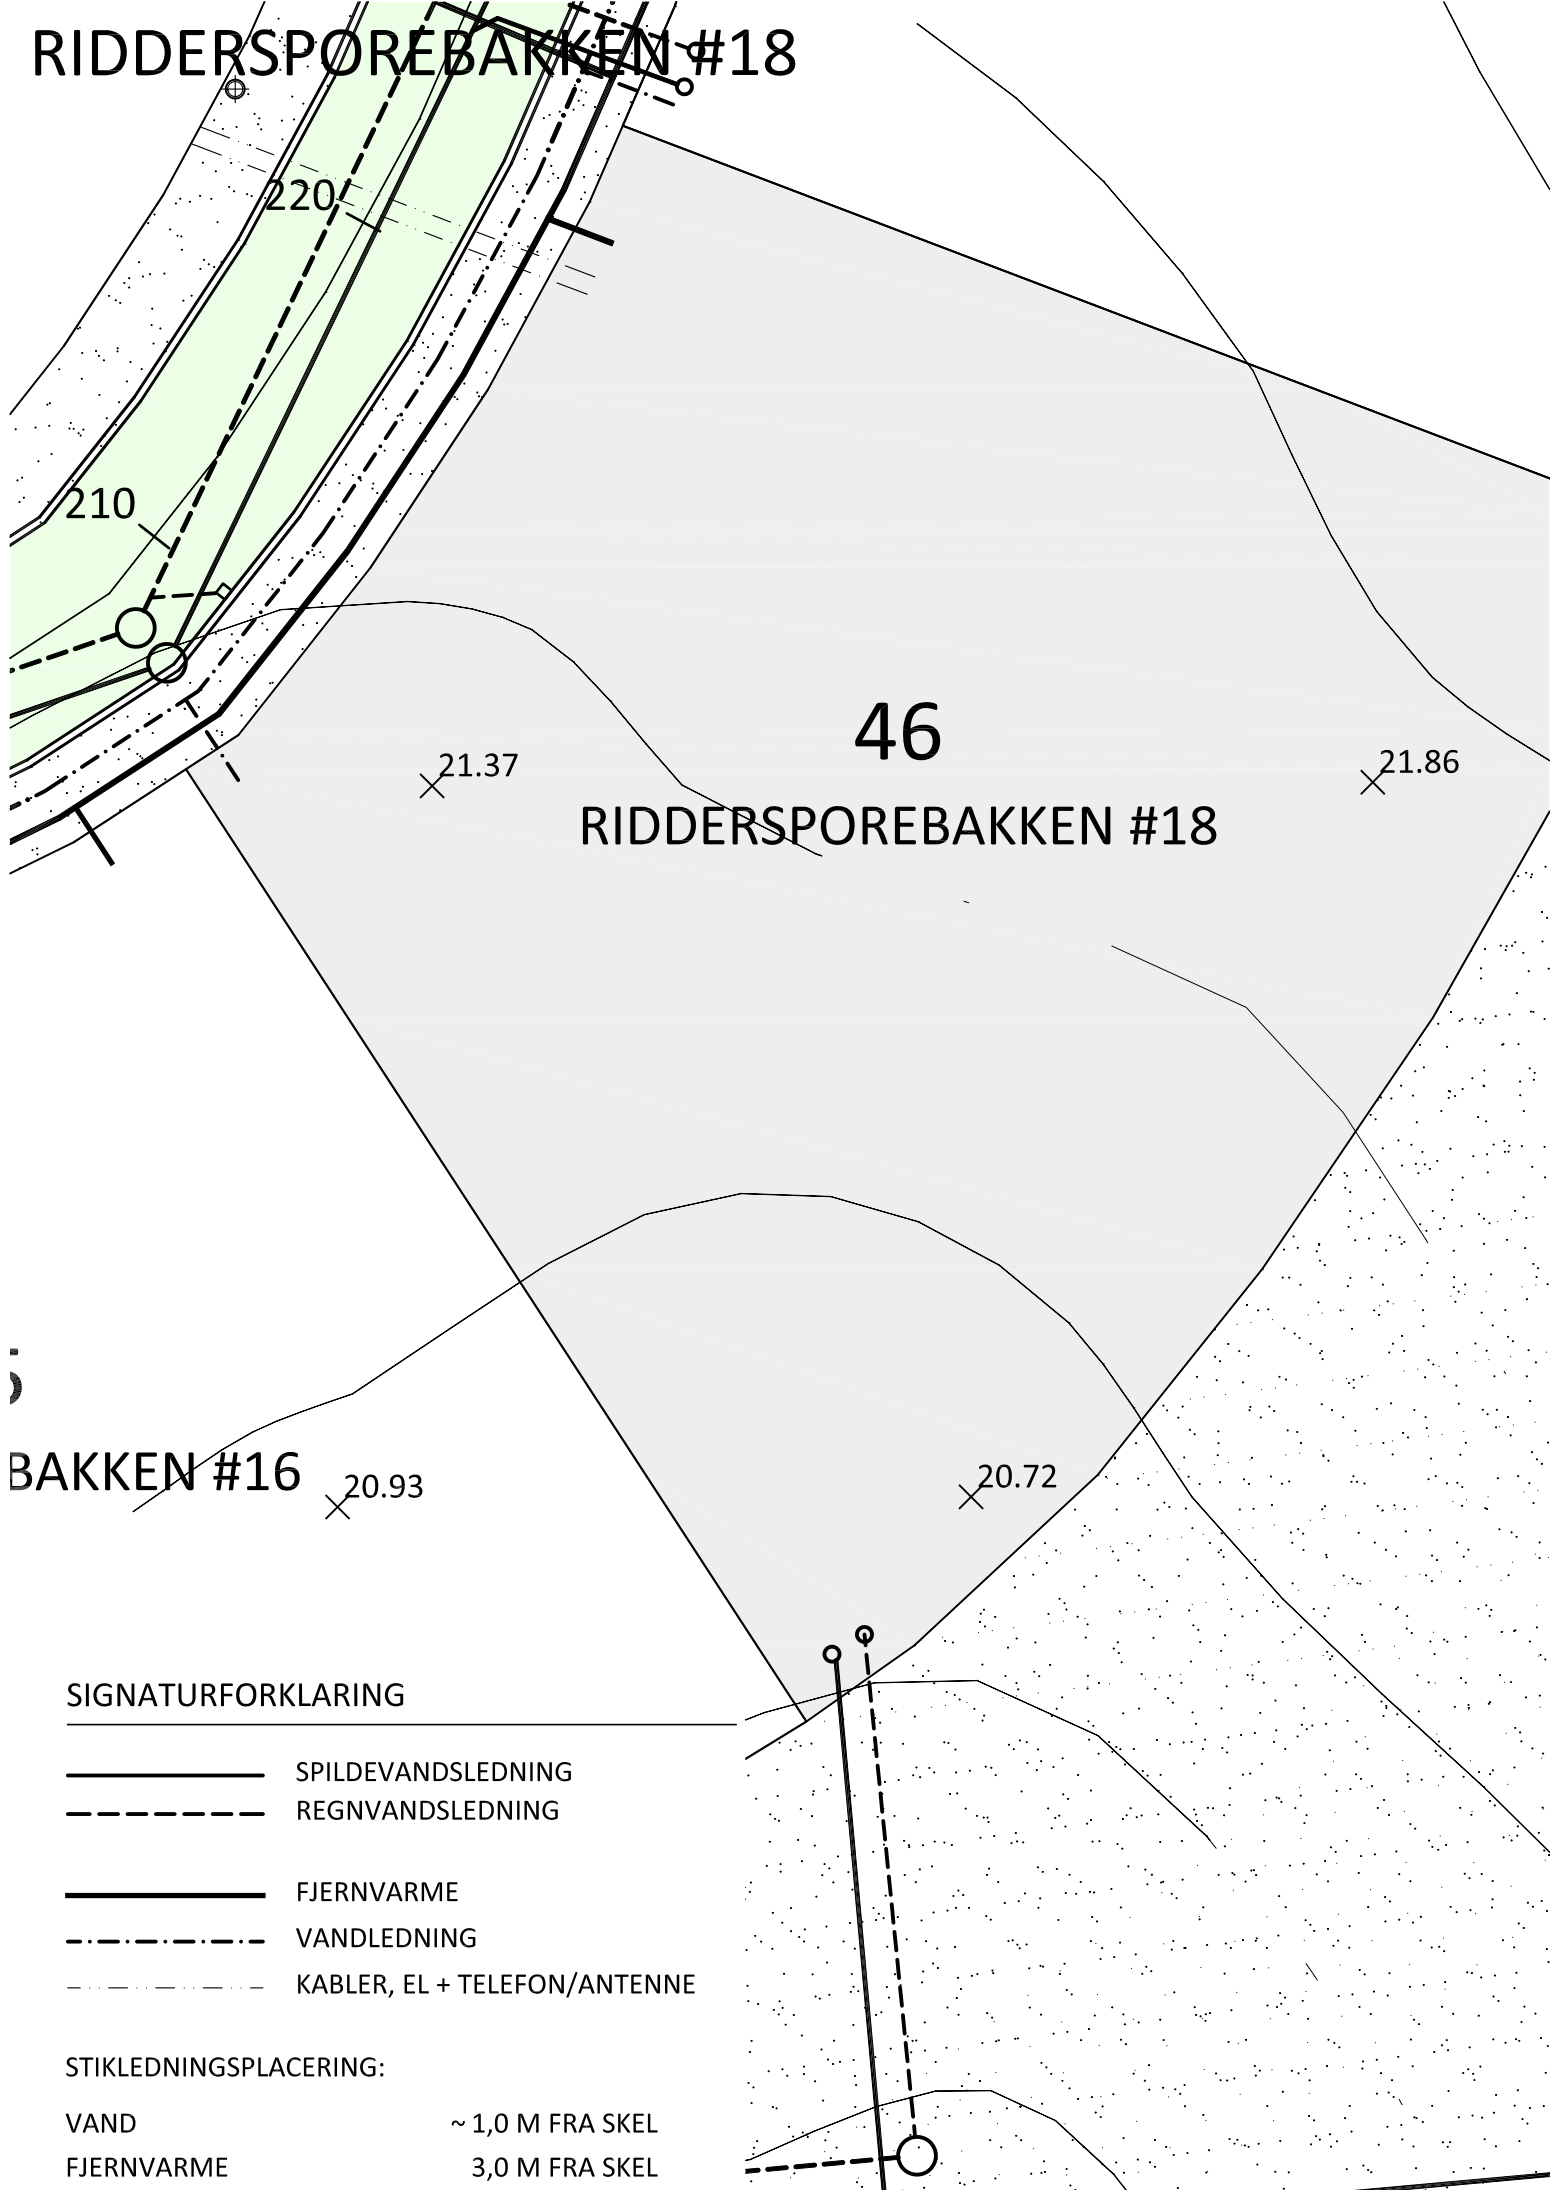 RIDDERSPOREBAKKEN #18
220
210
46
21.37
21.86
RIDDERSPOREBAKKEN #18
BAKKEN #16
20.93
20.72
SIGNATURFORKLARING
SPILDEVANDSLEDNING
REGNVANDSLEDNING
FJERNVARME
VANDLEDNING
KABLER, EL + TELEFON/ANTENNE
STIKLEDNINGSPLACERING:
VAND ~ 1,0 M FRA SKEL
FJERNVARME 3,0 M FRA SKEL